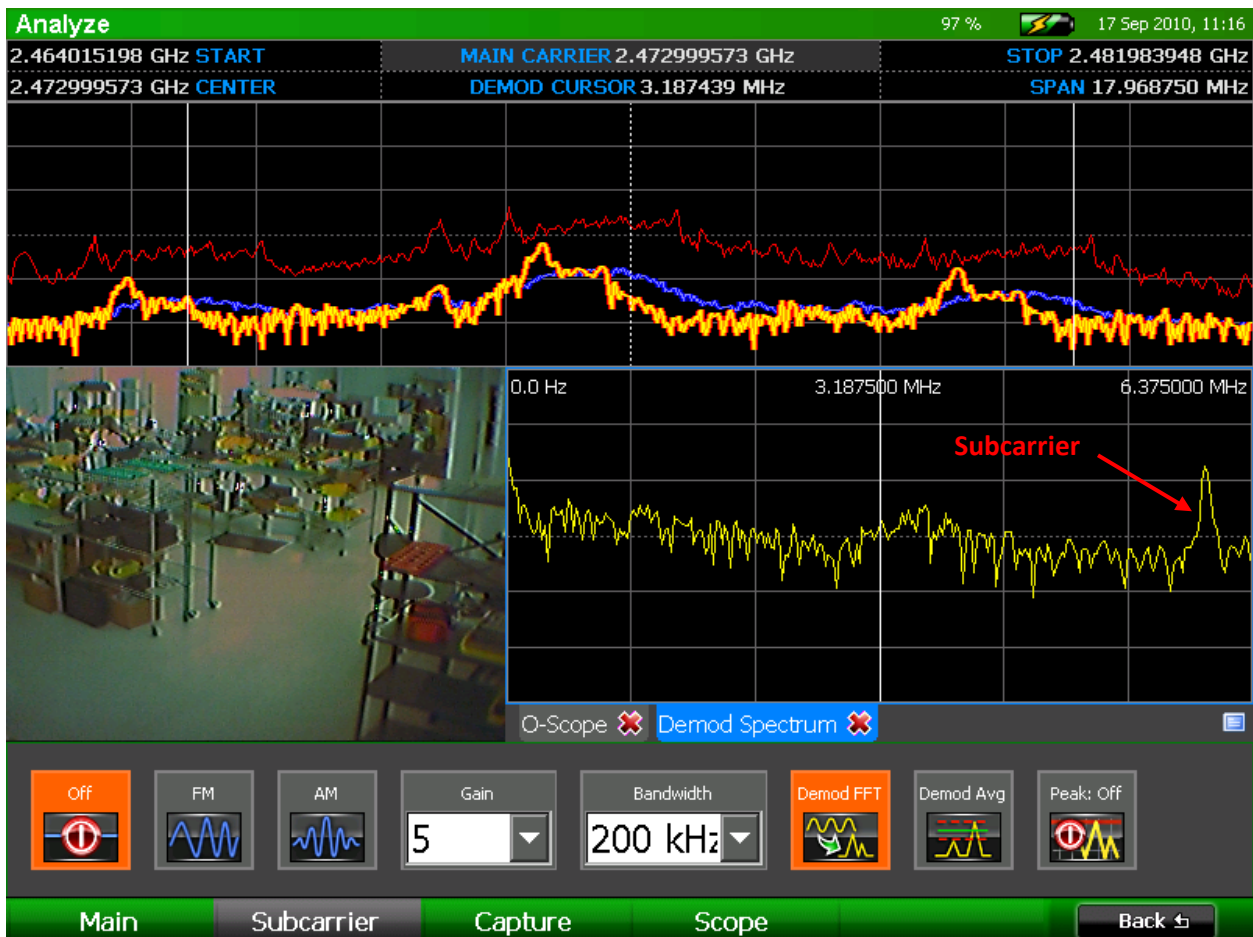 Analyze 97 % 17 Sep 2010, 11:16
2.464015198 GHz START MAIN CARRIER 2.472999573 GHz STOP 2.481983948 GHz
2.472999573 GHz CENTER DEMOD CURSOR 3.187439 MHz SPAN 17.968750 MHz
0.0 Hz 3.187500 MHz 6.375000 MHz
Subcarrier
O-Scope Demod Spectrum
Off FM AM Gain Bandwidth Demod FFT Demod Avg Peak: Off
5 200 kHz
Main Subcarrier Capture Scope Back